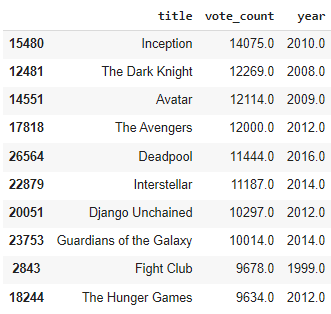 title vote_count year
15480 Inception 14075.0 2010.0
12481 The Dark Knight 12269.0 2008.0
14551 Avatar 12114.0 2009.0
17818 The Avengers 12000.0 2012.0
26564 Deadpool 11444.0 2016.0
22879 Interstellar 11187.0 2014.0
20051 Django Unchained 10297.0 2012.0
23753 Guardians of the Galaxy 10014.0 2014.0
2843 Fight Club 9678.0 1999.0
18244 The Hunger Games 9634.0 2012.0